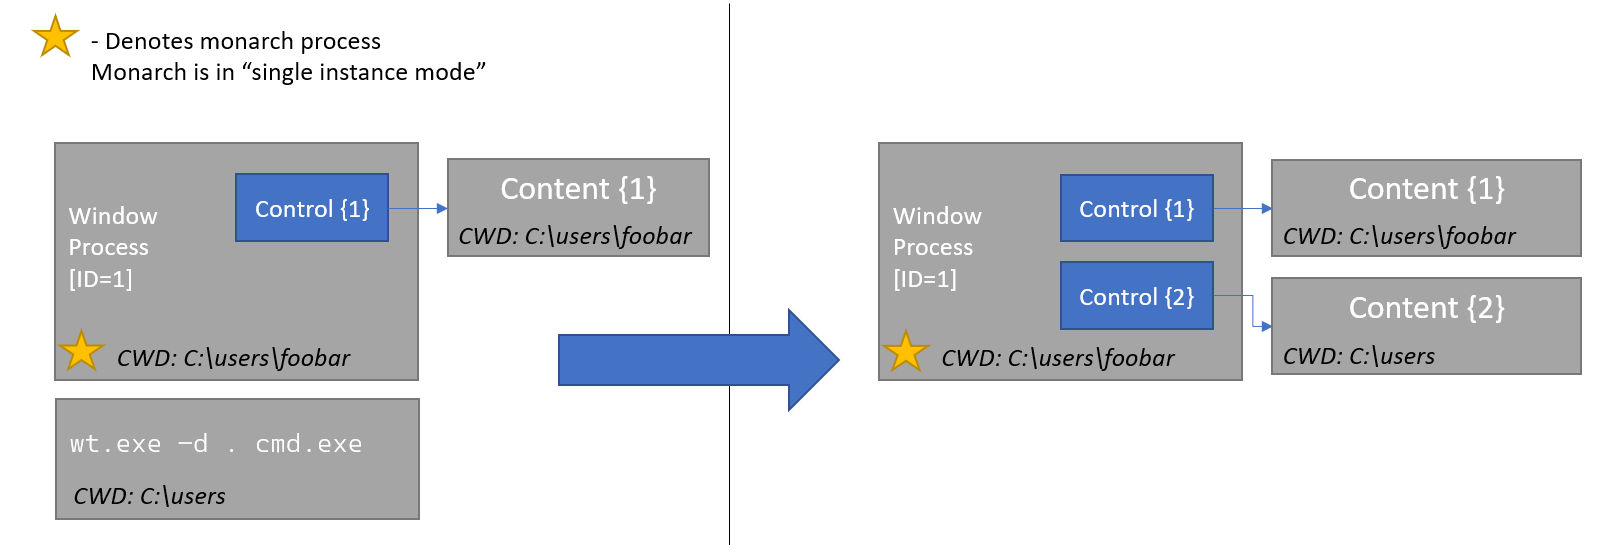 - Denotes monarch process
Monarch is in “single instance mode”
Window
Process
[ID=1]
Control {1}
CWD: C:\users\foobar
Content {1}
CWD: C:\users\foobar
wt.exe –d . cmd.exe
CWD: C:\users
Window
Process
[ID=1]
Control {1}
Control {2}
CWD: C:\users\foobar
Content {1}
CWD: C:\users\foobar
Content {2}
CWD: C:\users